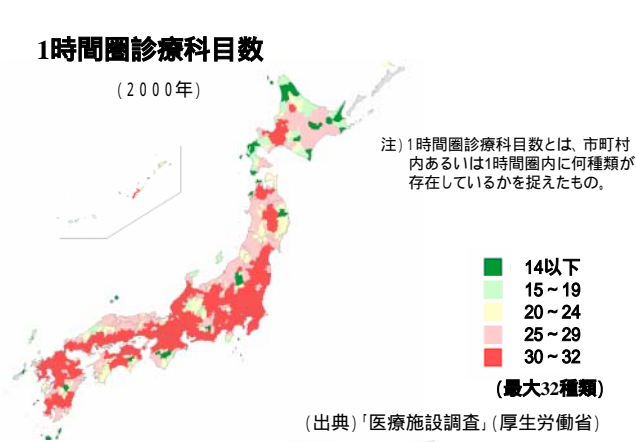 1時間圏診療科目数
(2000年)
注)1時間圏診療科目数とは、市町村
内あるいは1時間圏内に何種類が
存在しているかを捉えたもの。
14以下
15~19
20~24
25~29
30~32
(最大32種類)
(出典)「医療施設調査」(厚生労働省)